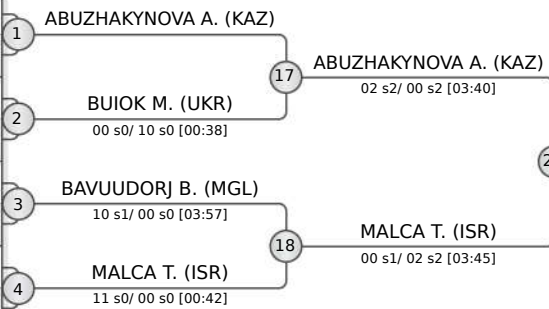 ABUZHAKYNOVA A. (KAZ)
1
17
ABUZHAKYNOVA A. (KAZ)
02 s2/ 00 s2 [03:40]
BUIOK M. (UKR)
2
00 s0/ 10 s0 [00:38]
BAVUUDORJ B. (MGL)
3
10 s1/ 00 s0 [03:57]
18
MALCA T. (ISR)
00 s1/ 02 s2 [03:45]
MALCA T. (ISR)
4
11 s0/ 00 s0 [00:42]